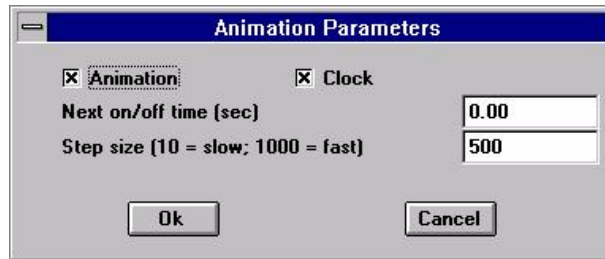 Animation Parameters
Animation Clock
Next on/off time (sec) 0.00
Step size (10 = slow; 1000 = fast) 500
Ok Cancel